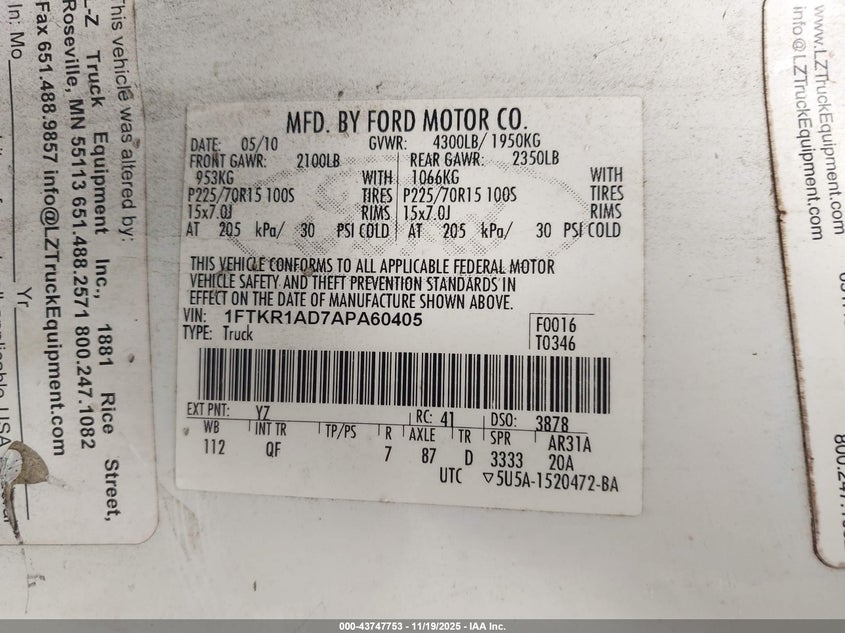 This vehicle was altered by:
L-Z Truck Equipment Inc., 1881 Rice Street,
Roseville, MN 55113 651.488.2571 800.247.1082
Fax 651.488.9857 info@LZTruckEquipment.com
In: Mo Yr
MFD. BY FORD MOTOR CO.
DATE: 05/10 GVWR: 4300LB/ 1950KG
FRONT GAWR: 2100LB REAR GAWR: 2350LB
953KG WITH 1066KG WITH
P225/70R15 100S TIRES P225/70R15 100S TIRES
15x7.0J RIMS 15x7.0J RIMS
AT 205 kPa/ 30 PSI COLD AT 205 kPa/ 30 PSI COLD
THIS VEHICLE CONFORMS TO ALL APPLICABLE FEDERAL MOTOR
VEHICLE SAFETY AND THEFT PREVENTION STANDARDS IN
EFFECT ON THE DATE OF MANUFACTURE SHOWN ABOVE.
VIN: 1FTKR1AD7APA60405 F0016
TYPE: Truck T0346
EXT PNT: YZ RC: 41 DSO: 3878
WB INT TR TP/PS R AXLE TR SPR AR31A
112 QF 7 87 D 3333 20A
UTC ▽5U5A-1520472-BA
www.LZTruckEquipment.com
info@LZTruckEquipment.com
000-43747753 - 11/19/2025 - IAA Inc.